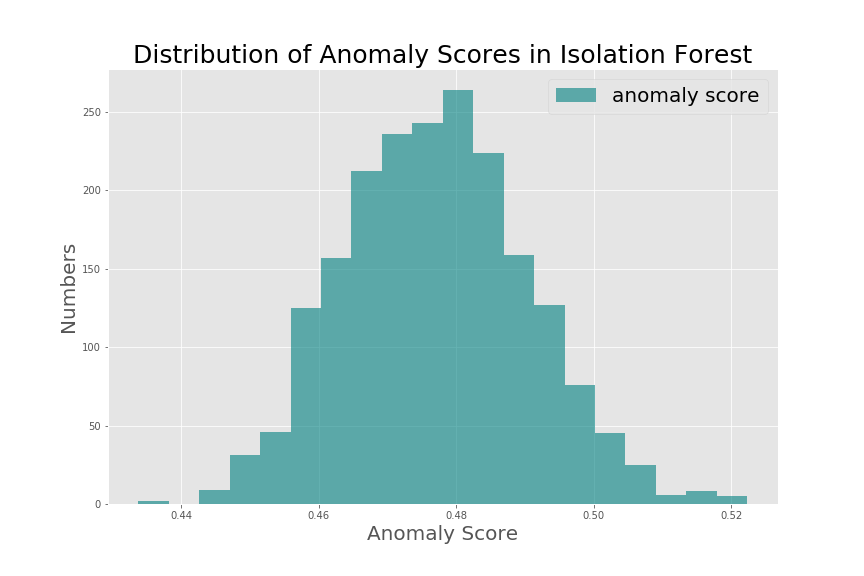 Distribution of Anomaly Scores in Isolation Forest
anomaly score
250
200
150
100
50
0
Numbers
0.44 0.46 0.48 0.50 0.52
Anomaly Score